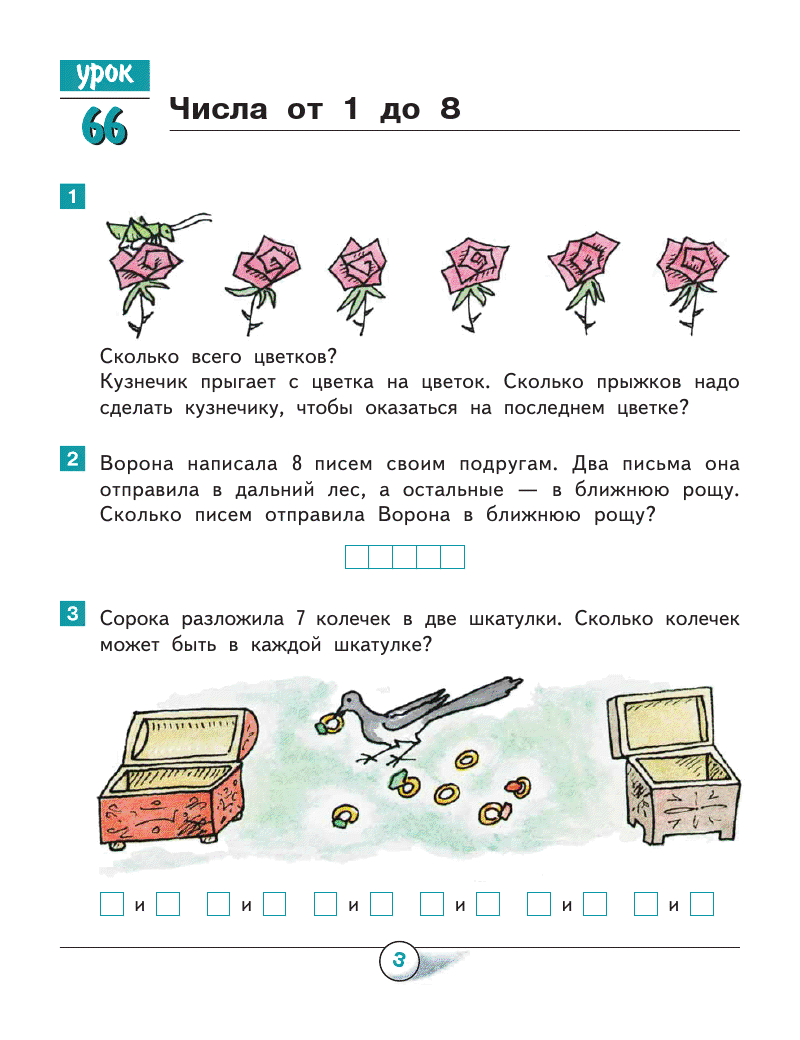 урок
66
Числа от 1 до 8
1
Сколько всего цветков?
Кузнечик прыгает с цветка на цветок. Сколько прыжков надо
сделать кузнечику, чтобы оказаться на последнем цветке?
2
Ворона написала 8 писем своим подругам. Два письма она
отправила в дальний лес, а остальные — в ближнюю рощу.
Сколько писем отправила Ворона в ближнюю рощу?
3
Сорока разложила 7 колечек в две шкатулки. Сколько колечек
может быть в каждой шкатулке?
и и и и и и
3